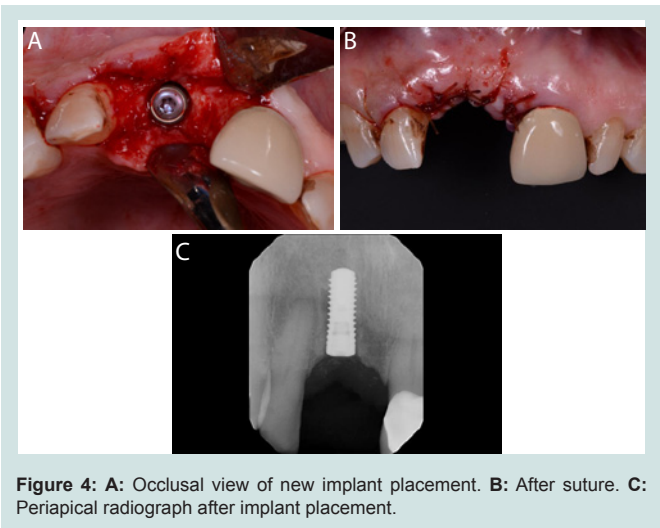 A
B
C
Figure 4: A: Occlusal view of new implant placement. B: After suture. C:
Periapical radiograph after implant placement.